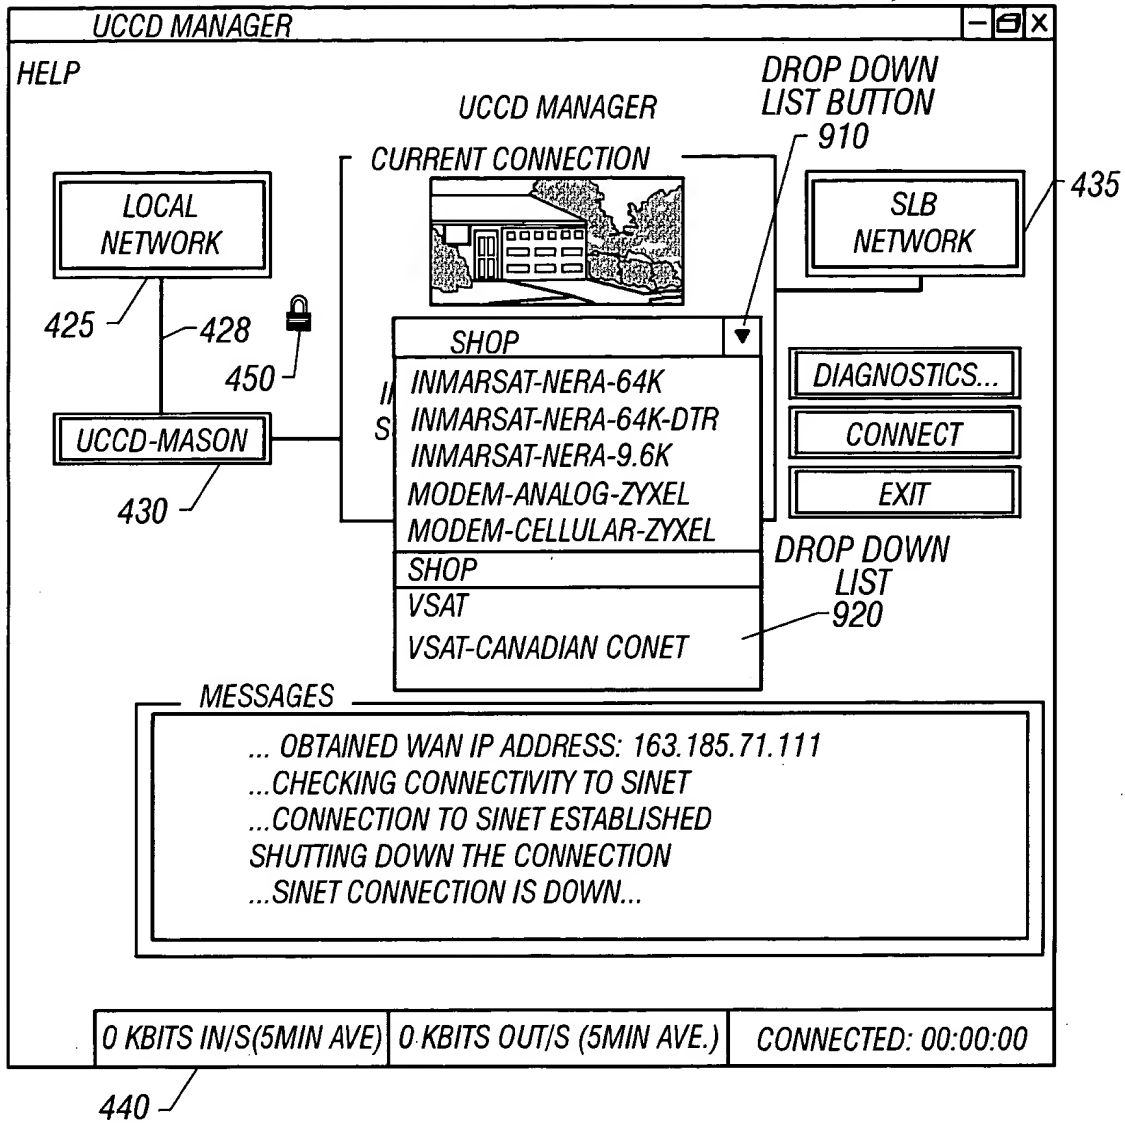 UCCD MANAGER
HELP
DROP DOWN
LIST BUTTON
910
UCCD MANAGER
CURRENT CONNECTION
LOCAL
NETWORK
SLB
NETWORK
435
425
428
450
SHOP
INMARSAT-NERA-64K
INMARSAT-NERA-64K-DTR
INMARSAT-NERA-9.6K
MODEM-ANALOG-ZYXEL
MODEM-CELLULAR-ZYXEL
SHOP
VSAT
VSAT-CANADIAN CONET
S
UCCD-MASON
430
DIAGNOSTICS...
CONNECT
EXIT
DROP DOWN
LIST
920
MESSAGES
... OBTAINED WAN IP ADDRESS: 163.185.71.111
...CHECKING CONNECTIVITY TO SINET
...CONNECTION TO SINET ESTABLISHED
SHUTTING DOWN THE CONNECTION
...SINET CONNECTION IS DOWN...
0 KBITS IN/S(5MIN AVE)
0 KBITS OUT/S (5MIN AVE.)
CONNECTED: 00:00:00
440